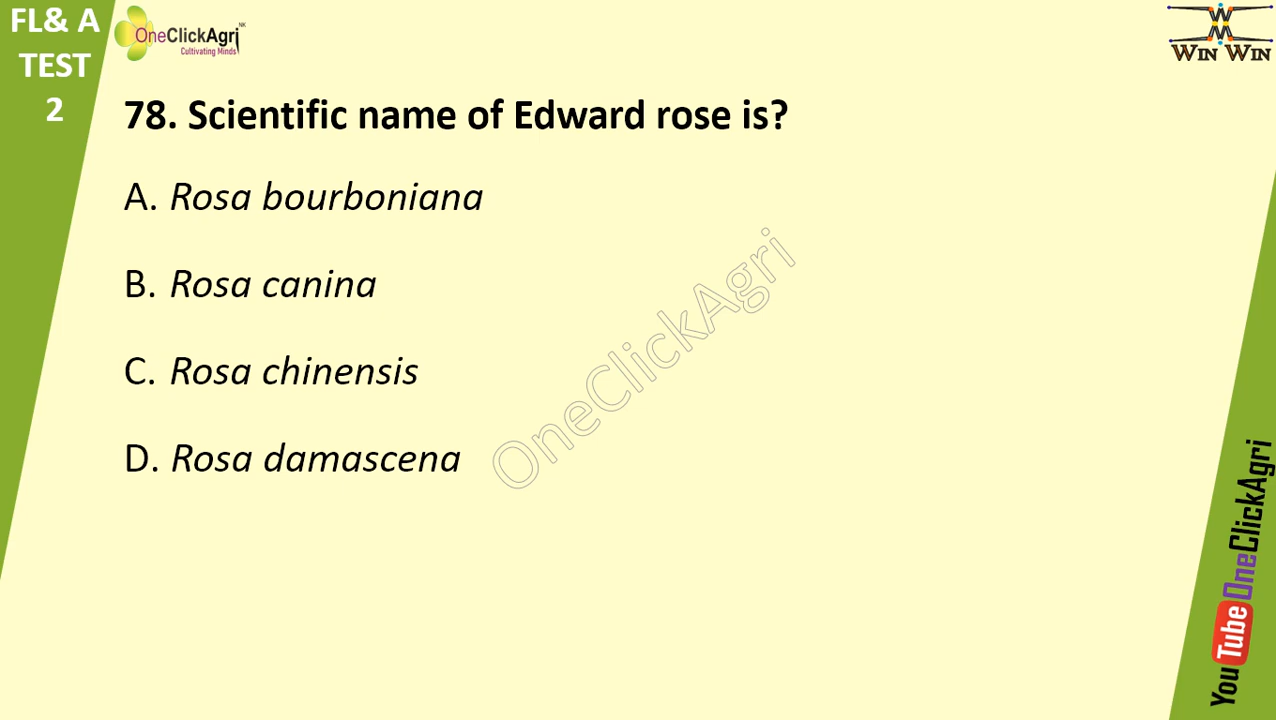 FL& A
TEST
2
OneClickAgri NK
Cultivating Minds
WIN WIN
78. Scientific name of Edward rose is?
A. Rosa bourboniana
B. Rosa canina
C. Rosa chinensis
D. Rosa damascena
OneClickAgri
YouTube OneClickAgri